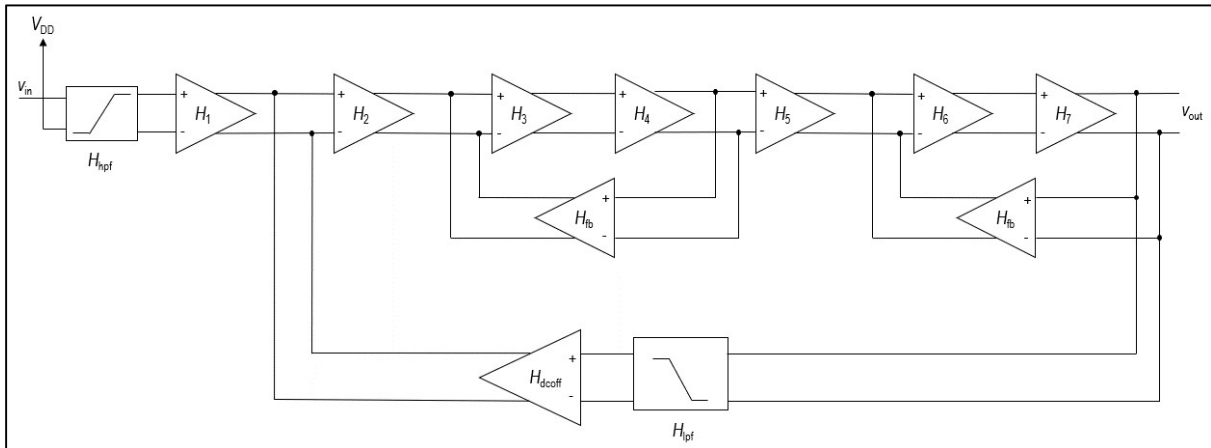 V_DD
v_in
+
-
H_1
+
-
H_2
+
-
H_3
+
-
H_4
+
-
H_5
+
-
H_6
+
-
H_7
v_out
H_hpf
H_fb
+
-
H_fb
+
-
H_dcoff
+
-
H_lpf